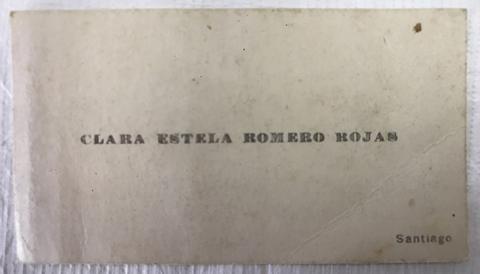 CLARA ESTELA ROMERO ROJAS
Santiago